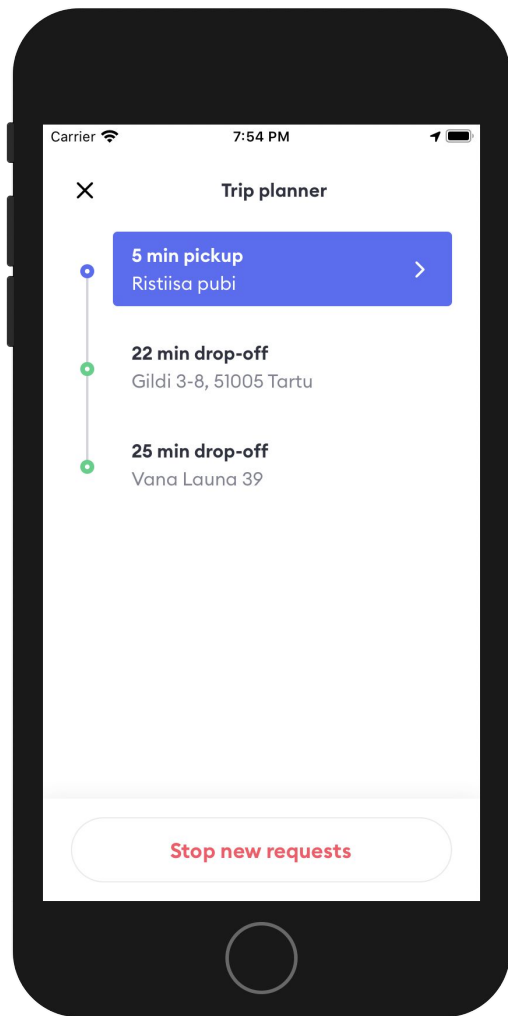 Carrier
7:54 PM
Trip planner
5 min pickup
Ristiisa pubi
22 min drop-off
Gildi 3-8, 51005 Tartu
25 min drop-off
Vana Launa 39
Stop new requests